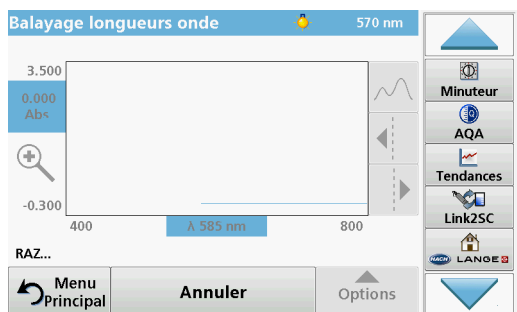 Balayage longueurs onde 570 nm
3.500
0.000
Abs
-0.300
400 λ 585 nm 800
RAZ...
Menu
Principal
Annuler
Options
Minuteur
AQA
Tendances
Link2SC
HACH LANGE